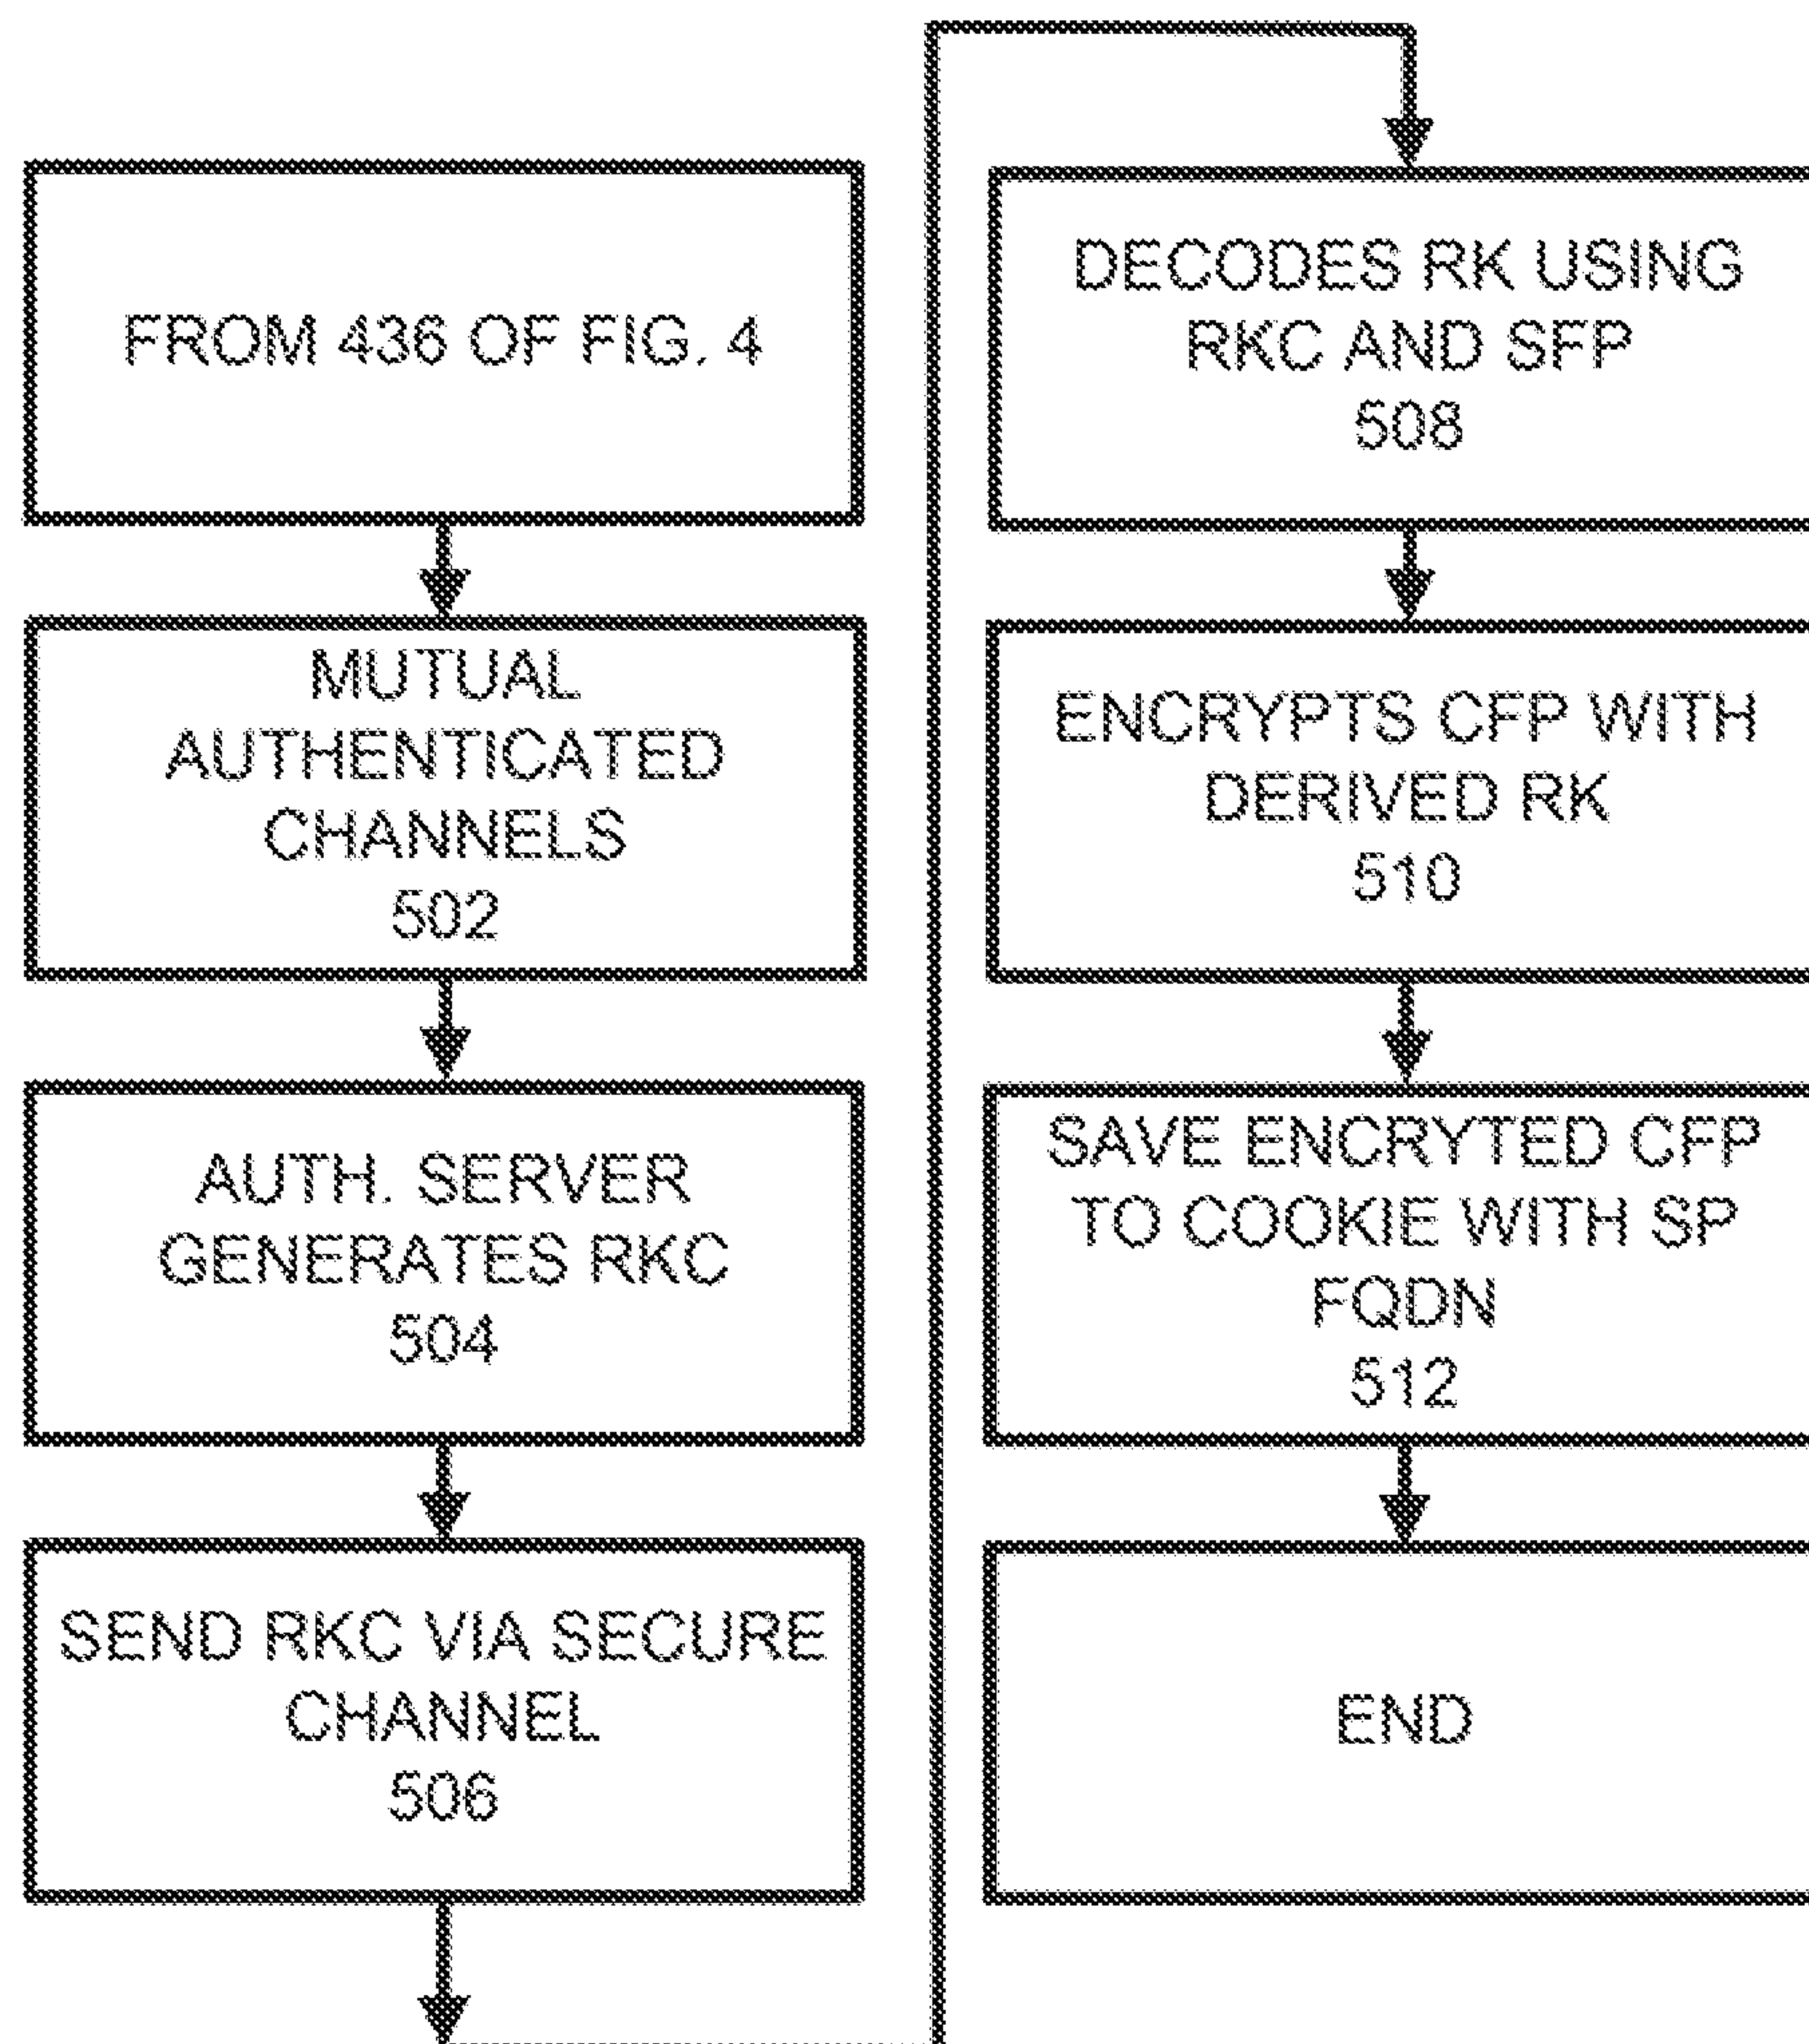 FROM 436 OF FIG. 4
MUTUAL
AUTHENTICATED
CHANNELS
502
AUTH. SERVER
GENERATES RKC
504
SEND RKC VIA SECURE
CHANNEL
506
DECODES RK USING
RKC AND SFP
508
ENCRYPTS CFP WITH
DERIVED RK
510
SAVE ENCRYTED CFP
TO COOKIE WITH SP
FQDN
512
END